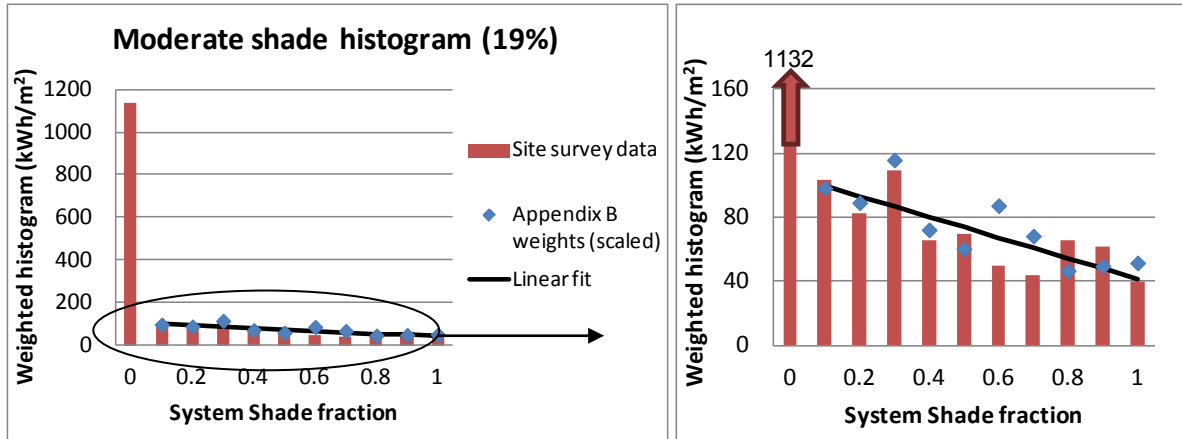 Moderate shade histogram (19%)
Weighted histogram (kWh/m²)
1200
1000
800
600
400
200
0
0 0.2 0.4 0.6 0.8 1
System Shade fraction
Site survey data
Appendix B
weights (scaled)
Linear fit
1132
Weighted histogram (kWh/m²)
160
120
80
40
0
0 0.2 0.4 0.6 0.8 1
System Shade fraction